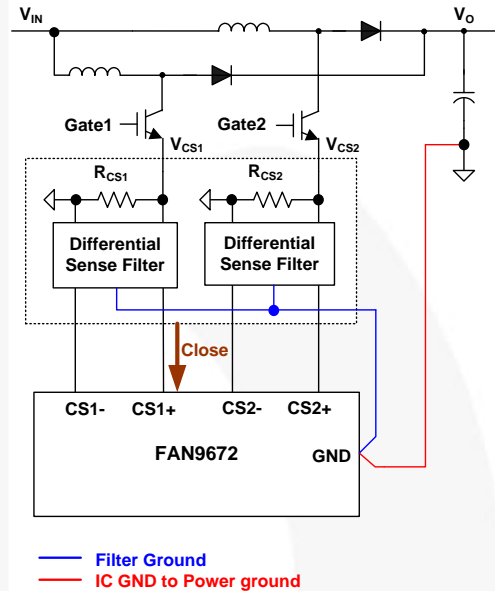 VIN
VO
Gate1
Gate2
VCS1
VCS2
RCS1
RCS2
Differential
Sense Filter
Differential
Sense Filter
Close
CS1-
CS1+
CS2-
CS2+
FAN9672
GND
Filter Ground
IC GND to Power ground